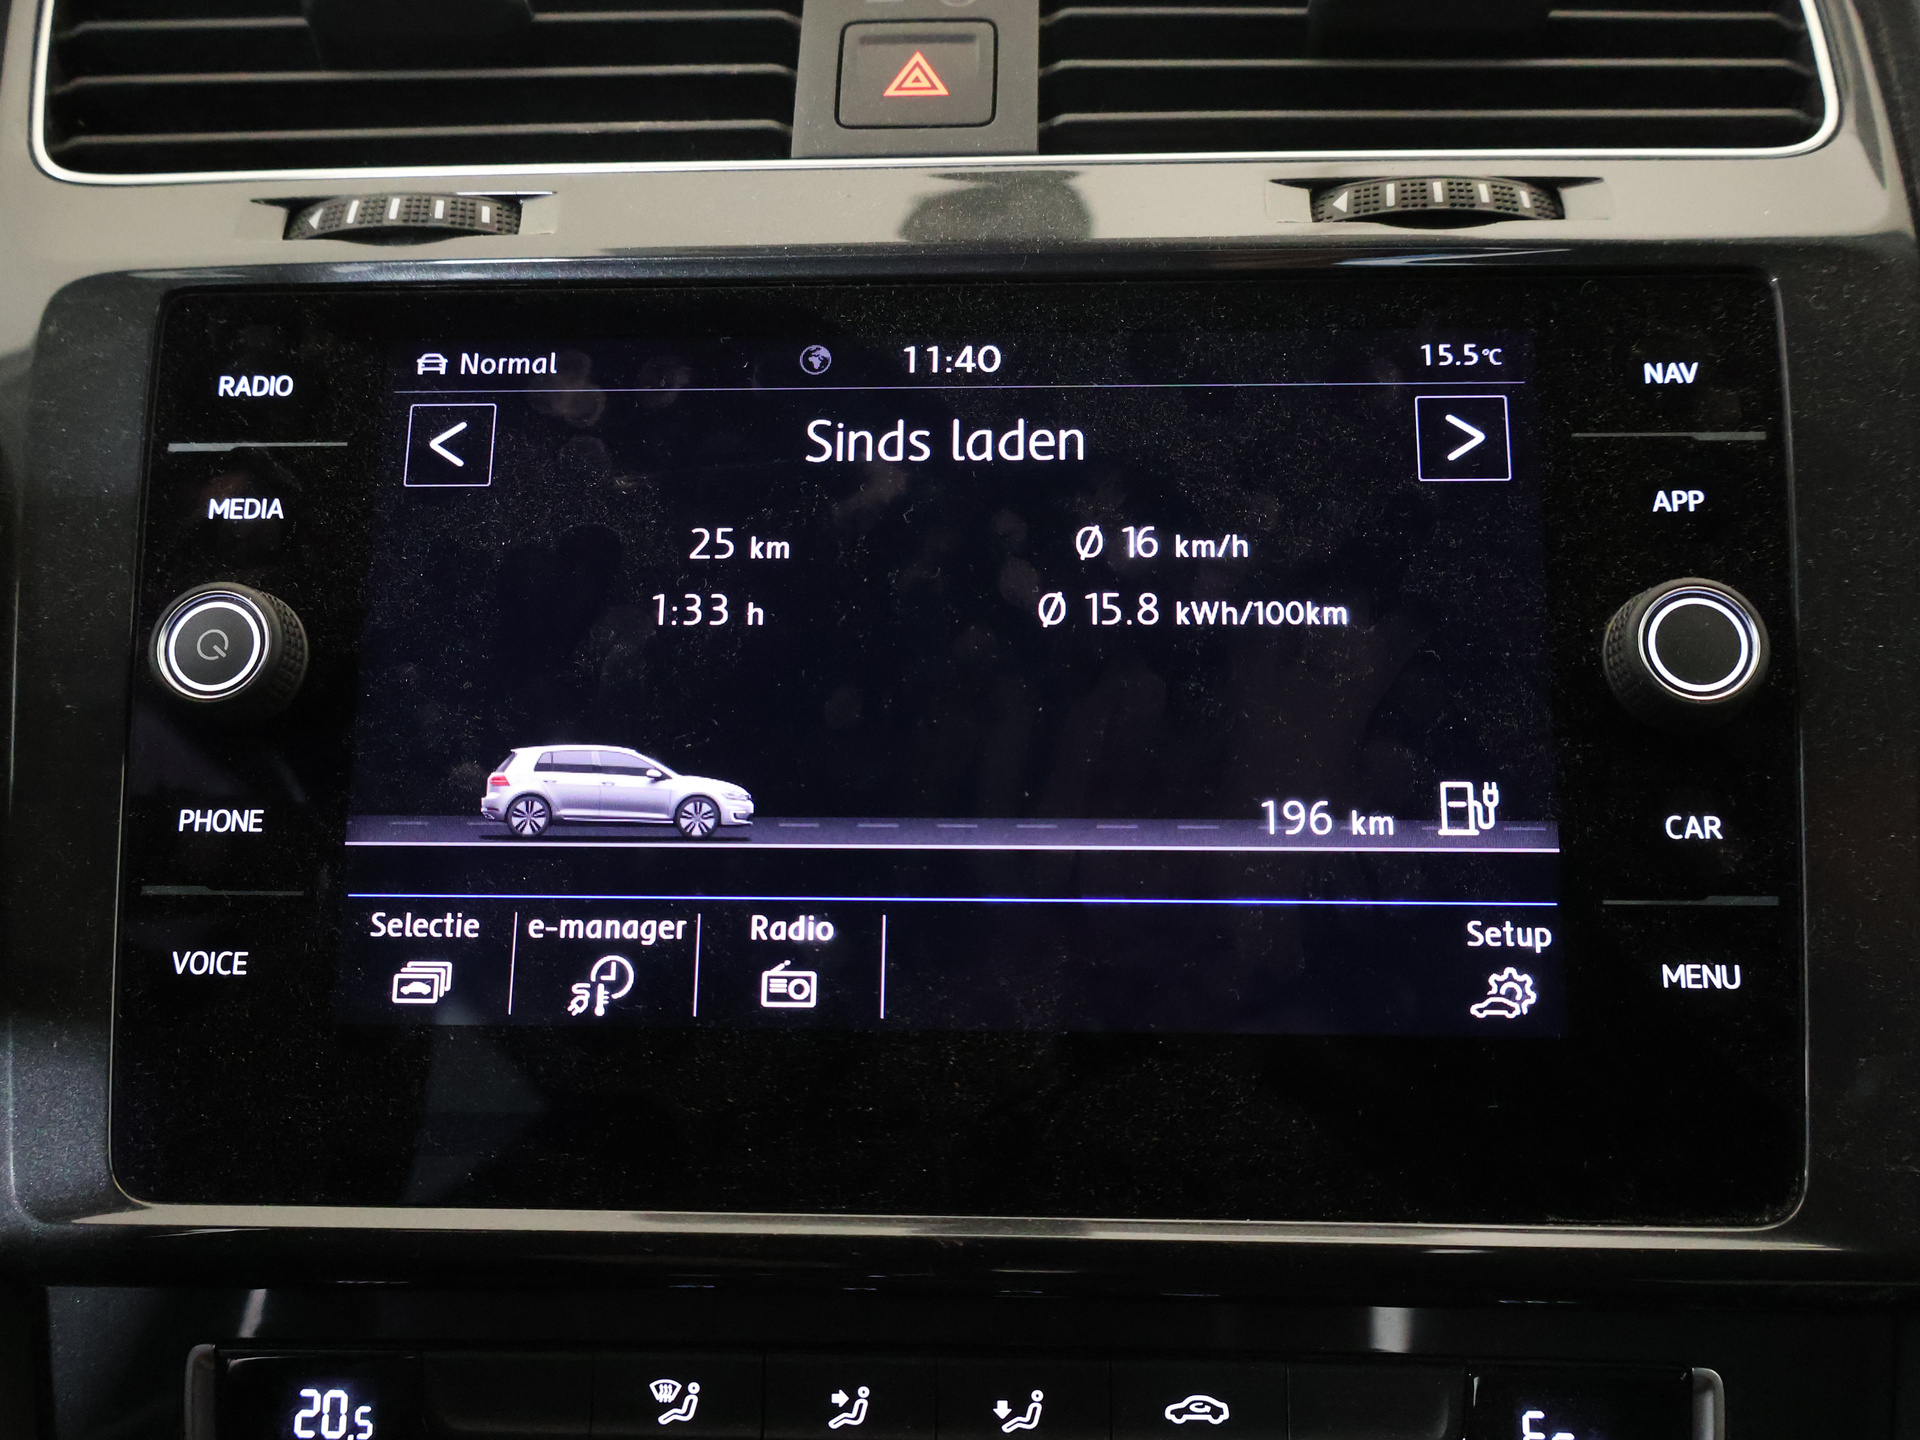 Normal 11:40 15.5°C
RADIO NAV
Sinds laden
MEDIA APP
25 km Ø 16 km/h
1:33 h Ø 15.8 kWh/100km
196 km
PHONE CAR
Selectie e-manager Radio Setup
VOICE MENU
20.5